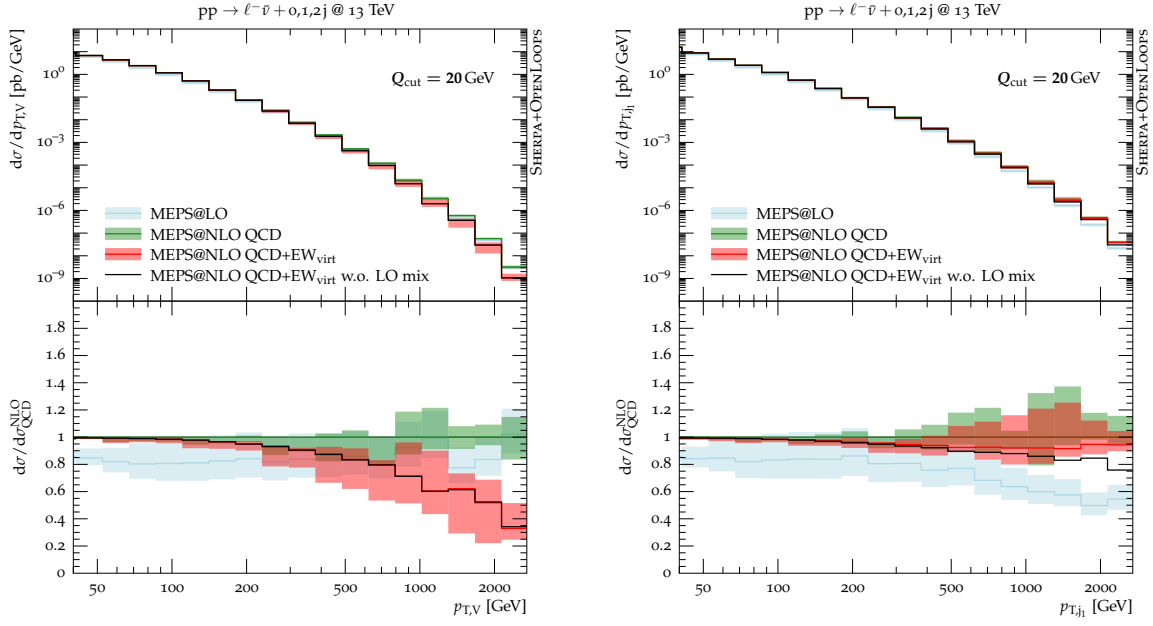 pp → ℓ⁻ν̄ + 0,1,2j @ 13 TeV
dσ/dp_T,V [pb/GeV]
10⁰
10⁻³
10⁻⁶
10⁻⁹
Q_cut = 20 GeV
SHERPA+OPENLOOPS
MEPS@LO
MEPS@NLO QCD
MEPS@NLO QCD+EW_virt
MEPS@NLO QCD+EW_virt w.o. LO mix
dσ/dσ^NLO_QCD
1.8
1.6
1.4
1.2
1
0.8
0.6
0.4
0.2
0
50 100 200 500 1000 2000
p_T,V [GeV]
pp → ℓ⁻ν̄ + 0,1,2j @ 13 TeV
dσ/dp_T,j₁ [pb/GeV]
10⁰
10⁻³
10⁻⁶
10⁻⁹
Q_cut = 20 GeV
SHERPA+OPENLOOPS
MEPS@LO
MEPS@NLO QCD
MEPS@NLO QCD+EW_virt
MEPS@NLO QCD+EW_virt w.o. LO mix
dσ/dσ^NLO_QCD
1.8
1.6
1.4
1.2
1
0.8
0.6
0.4
0.2
0
50 100 200 500 1000 2000
p_T,j₁ [GeV]